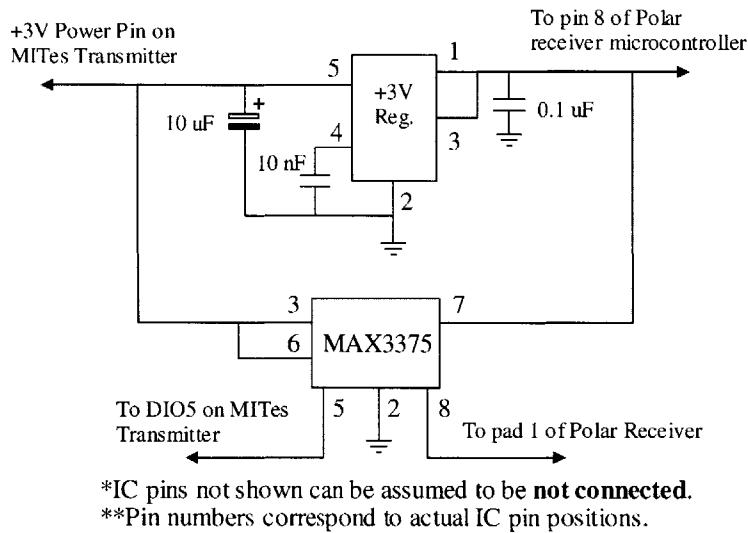 +3V Power Pin on
MITes Transmitter
To pin 8 of Polar
receiver microcontroller
5
1
+3V
Reg.
+
10 uF
4
3
0.1 uF
10 nF
2
3
7
6
MAX3375
To DIO5 on MITes
Transmitter
5
2
8
To pad 1 of Polar Receiver
*IC pins not shown can be assumed to be not connected.
**Pin numbers correspond to actual IC pin positions.